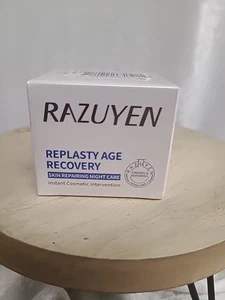 RAZUYEN
REPLASTY AGE
RECOVERY
SKIN REPAIRING NIGHT CARE
Instant Cosmetic Intervention